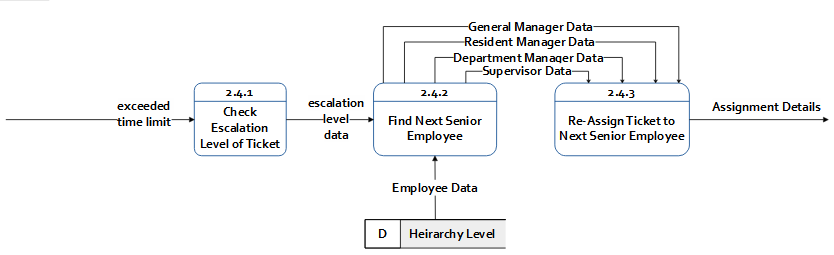 General Manager Data
Resident Manager Data
Department Manager Data
Supervisor Data
2.4.1
Check
Escalation
Level of Ticket
2.4.2
Find Next Senior
Employee
2.4.3
Re-Assign Ticket to
Next Senior Employee
exceeded
time limit
escalation
level
data
Assignment Details
Employee Data
D
Heirarchy Level